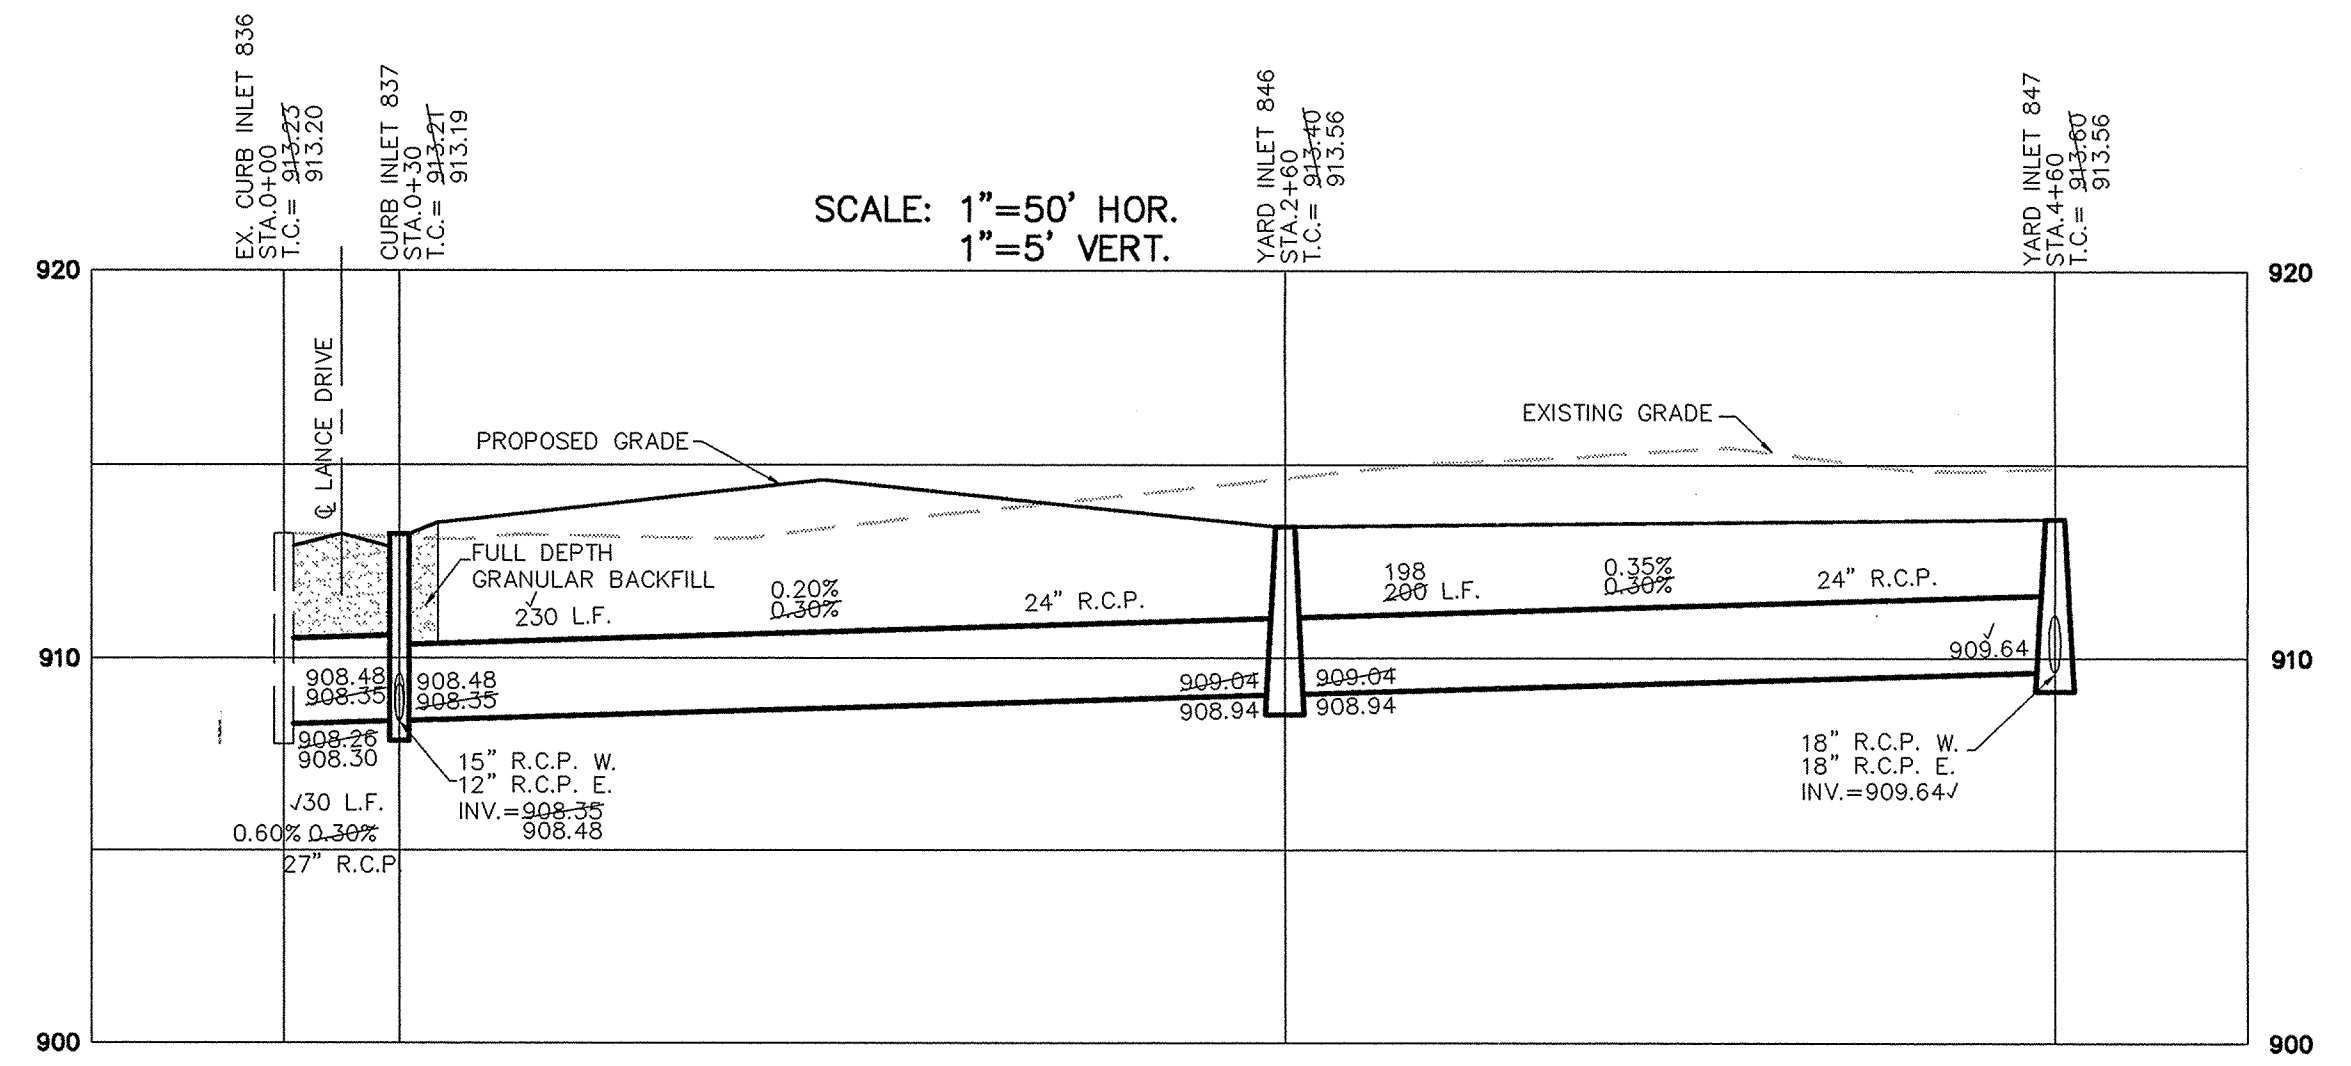 EX. CURB INLET 836
STA.0+00
T.C.= 913.23
913.20
CURB INLET 837
STA.0+30
T.C.= 913.21
913.19
YARD INLET 846
STA.2+60
T.C.= 913.40
913.56
YARD INLET 847
STA.4+60
T.C.= 913.60
913.56
SCALE: 1"=50' HOR.
1"=5' VERT.
920
920
℄ LANCE DRIVE
PROPOSED GRADE
EXISTING GRADE
FULL DEPTH
GRANULAR BACKFILL
✓
230 L.F.
0.20%
0.30%
24" R.C.P.
198
200 L.F.
0.35%
0.30%
24" R.C.P.
910
910
908.48
908.35
908.48
908.35
909.04
908.94
909.04
908.94
✓
909.64
908.26
908.30
15" R.C.P. W.
12" R.C.P. E.
INV.=908.35
908.48
18" R.C.P. W.
18" R.C.P. E.
INV.=909.64✓
✓30 L.F.
0.60% 0.30%
27" R.C.P.
900
900